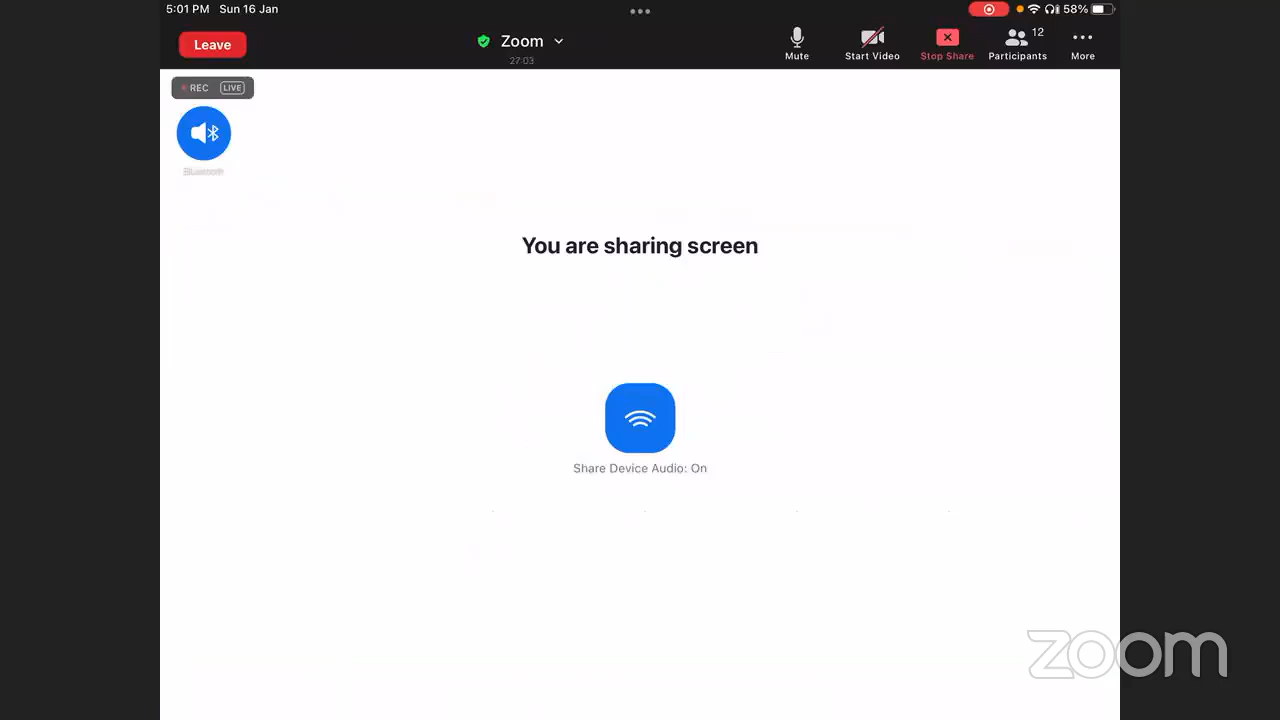 5:01 PM Sun 16 Jan
58%
Leave
Zoom
27:03
Mute
Start Video
Stop Share
12
Participants
More
REC LIVE
Bluetooth
You are sharing screen
Share Device Audio: On
zoom